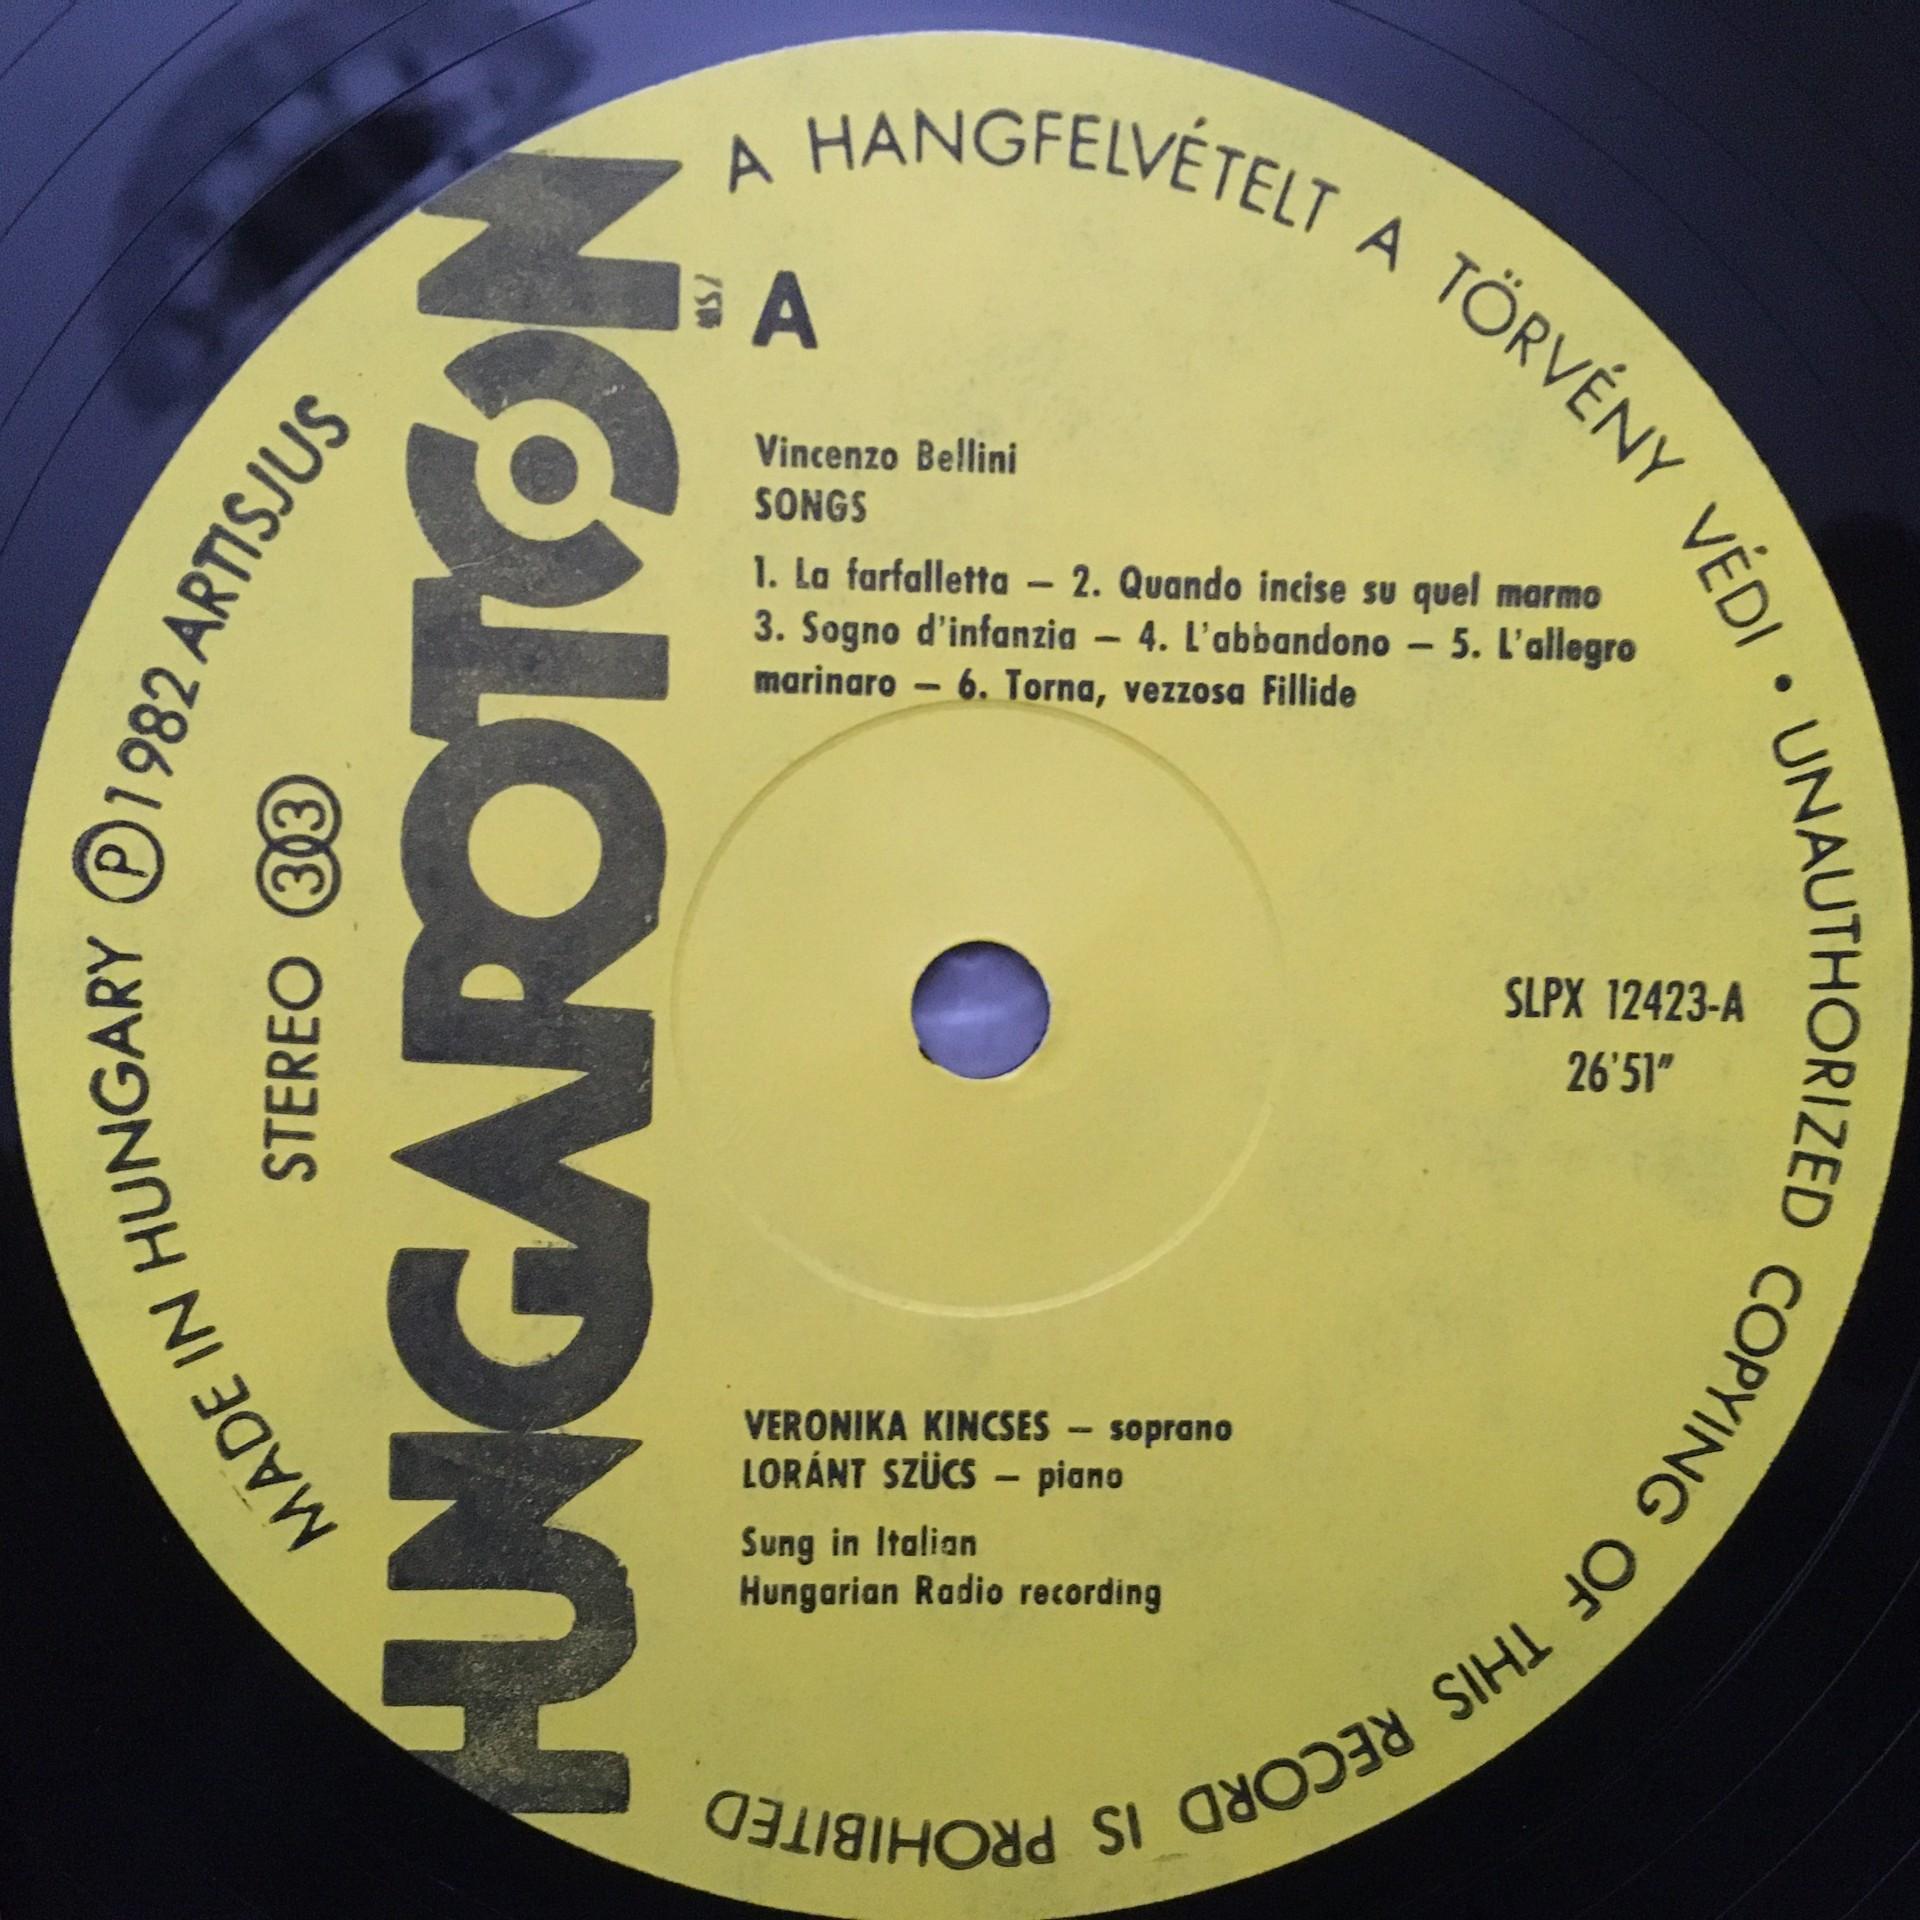 A HANGFELVÉTELT A TÖRVÉNY VÉDI • UNAUTHORIZED COPYING OF THIS RECORD IS PROHIBITED
MADE IN HUNGARY Ⓟ 1982 ARTISJUS
STEREO 33
HUNGAROTON
A
Vincenzo Bellini
SONGS
1. La farfalletta – 2. Quando incise su quel marmo
3. Sogno d'infanzia – 4. L'abbandono – 5. L'allegro
marinaro – 6. Torna, vezzosa Fillide
SLPX 12423-A
26'51"
VERONIKA KINCSES – soprano
LORÁNT SZÜCS – piano
Sung in Italian
Hungarian Radio recording